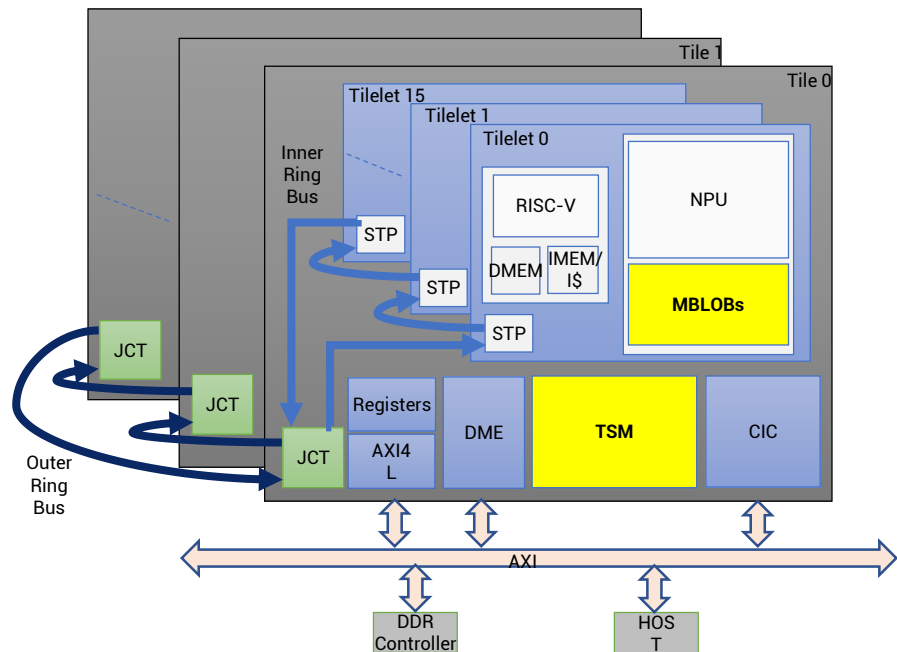 Tile 1
Tile 0
Tilelet 15
Tilelet 1
Tilelet 0
Inner
Ring
Bus
RISC-V
NPU
STP
DMEM
IMEM/
I$
STP
MBLOBs
STP
JCT
JCT
JCT
Registers
AXI4
L
DME
TSM
CIC
Outer
Ring
Bus
AXI
DDR
Controller
HOS
T